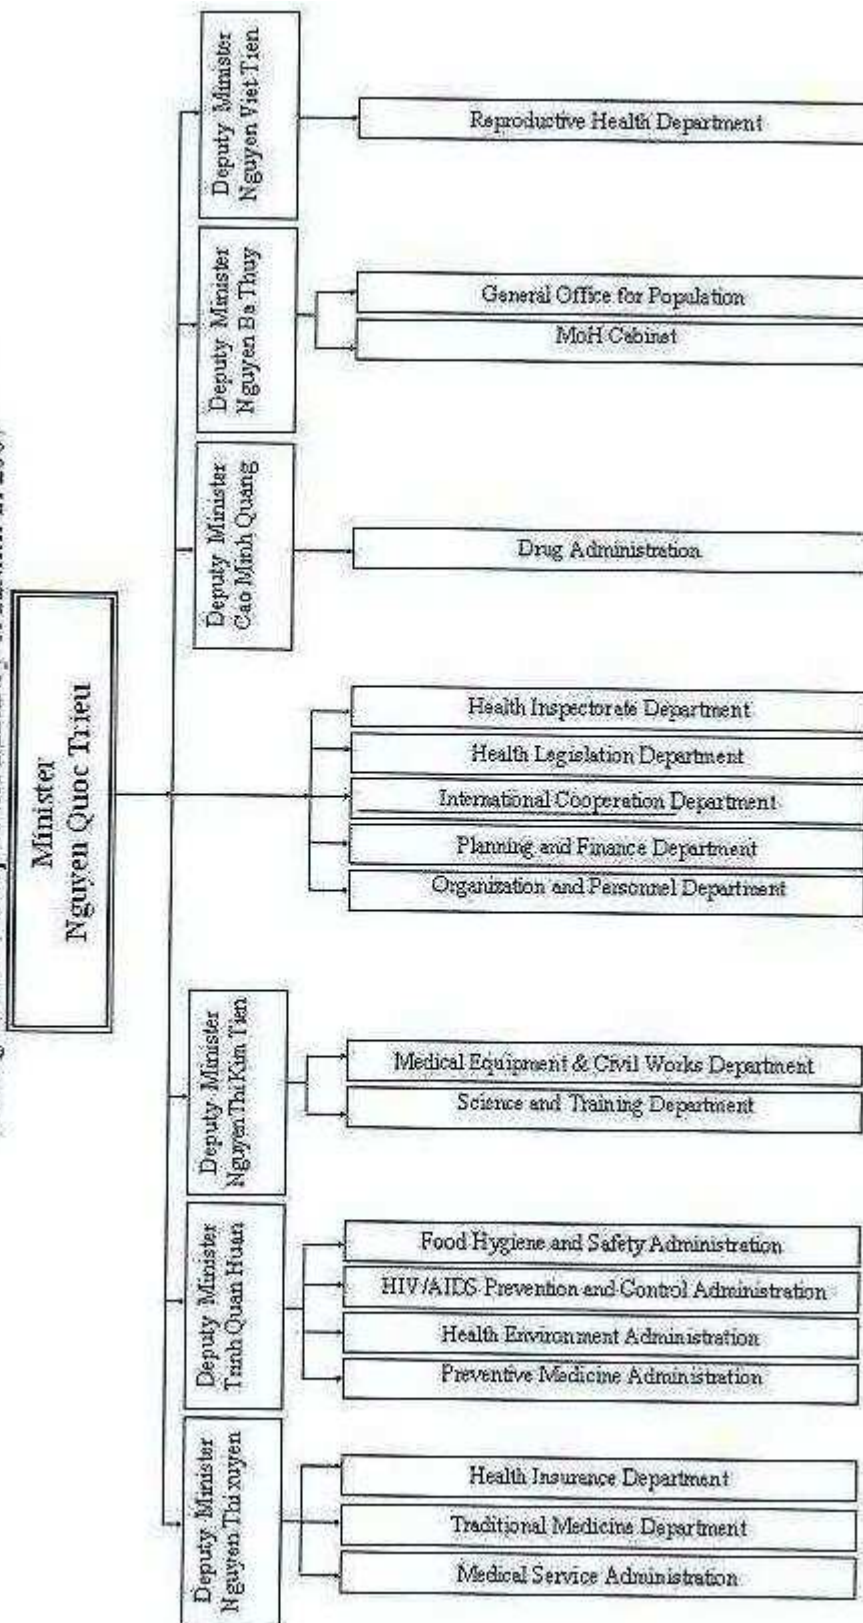 Minister
Nguyen Quoc Trieu
Deputy Minister
Nguyen Viet Tien
Reproductive Health Department
Deputy Minister
Nguyen Ba Thuy
General Office for Population
MoH Cabinet
Deputy Minister
Cao Minh Quang
Drug Administration
Health Inspectorate Department
Health Legislation Department
International Cooperation Department
Planning and Finance Department
Organization and Personnel Department
Deputy Minister
Nguyen Thi Kim Tien
Medical Equipment & Civil Works Department
Science and Training Department
Deputy Minister
Trinh Quan Huan
Food Hygiene and Safety Administration
HIV/AIDS Prevention and Control Administration
Health Environment Administration
Preventive Medicine Administration
Deputy Minister
Nguyen Thi xuyen
Health Insurance Department
Traditional Medicine Department
Medical Service Administration